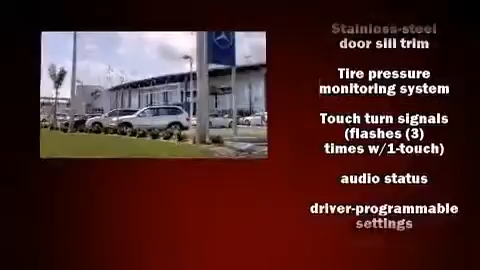 Stainless-steel
door sill trim
Tire pressure
monitoring system
Touch turn signals
(flashes (3)
times w/1-touch)
audio status
driver-programmable
settings